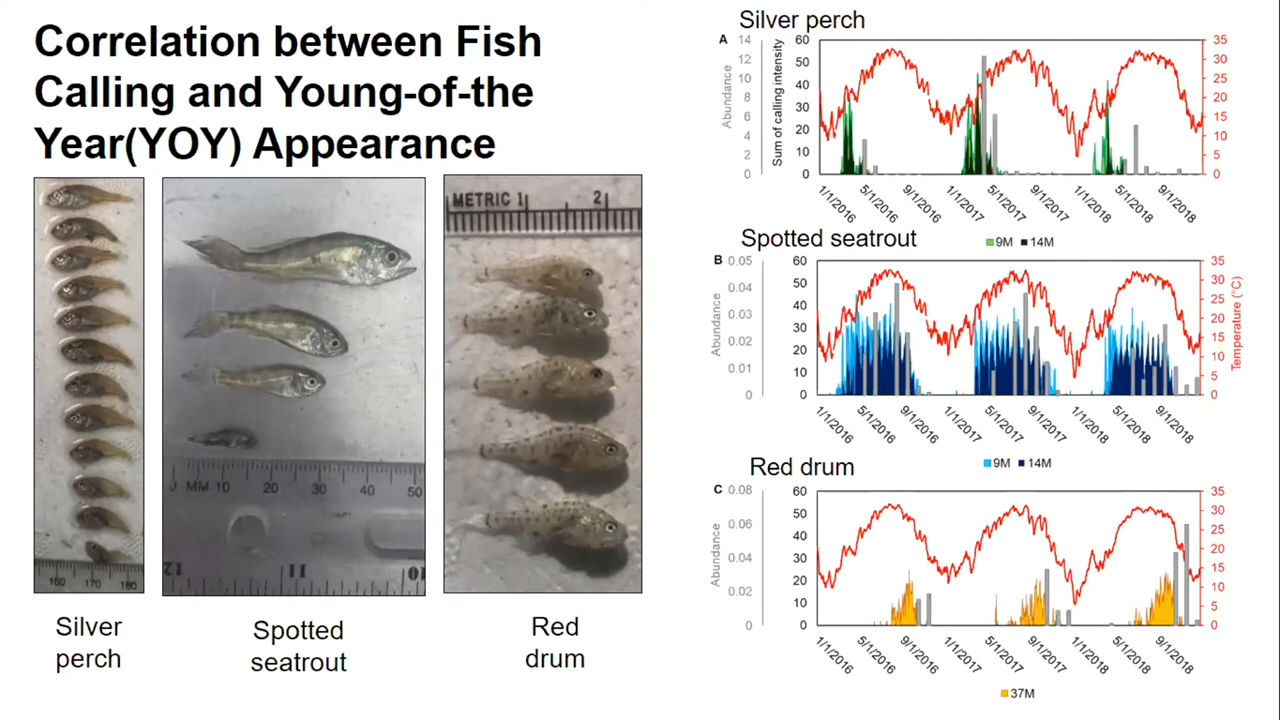 Correlation between Fish
Calling and Young-of-the
Year(YOY) Appearance
160 170 180
Silver
perch
0 MM 10 20 30 40 50
12 11 10
Spotted
seatrout
METRIC 1 2
Red
drum
Silver perch
A
Abundance
14
12
10
8
6
4
2
0
Sum of calling intensity
60
50
40
30
20
10
0
35
30
25
20
15
10
5
0
1/1/2016 5/1/2016 9/1/2016 1/1/2017 5/1/2017 9/1/2017 1/1/2018 5/1/2018 9/1/2018
9M 14M
Spotted seatrout
B
Abundance
0.05
0.04
0.03
0.02
0.01
0
60
50
40
30
20
10
0
35
30
25
20
15
10
5
0
Temperature (°C)
1/1/2016 5/1/2016 9/1/2016 1/1/2017 5/1/2017 9/1/2017 1/1/2018 5/1/2018 9/1/2018
9M 14M
Red drum
C
Abundance
0.08
0.06
0.04
0.02
0
60
50
40
30
20
10
0
35
30
25
20
15
10
5
0
1/1/2016 5/1/2016 9/1/2016 1/1/2017 5/1/2017 9/1/2017 1/1/2018 5/1/2018 9/1/2018
37M